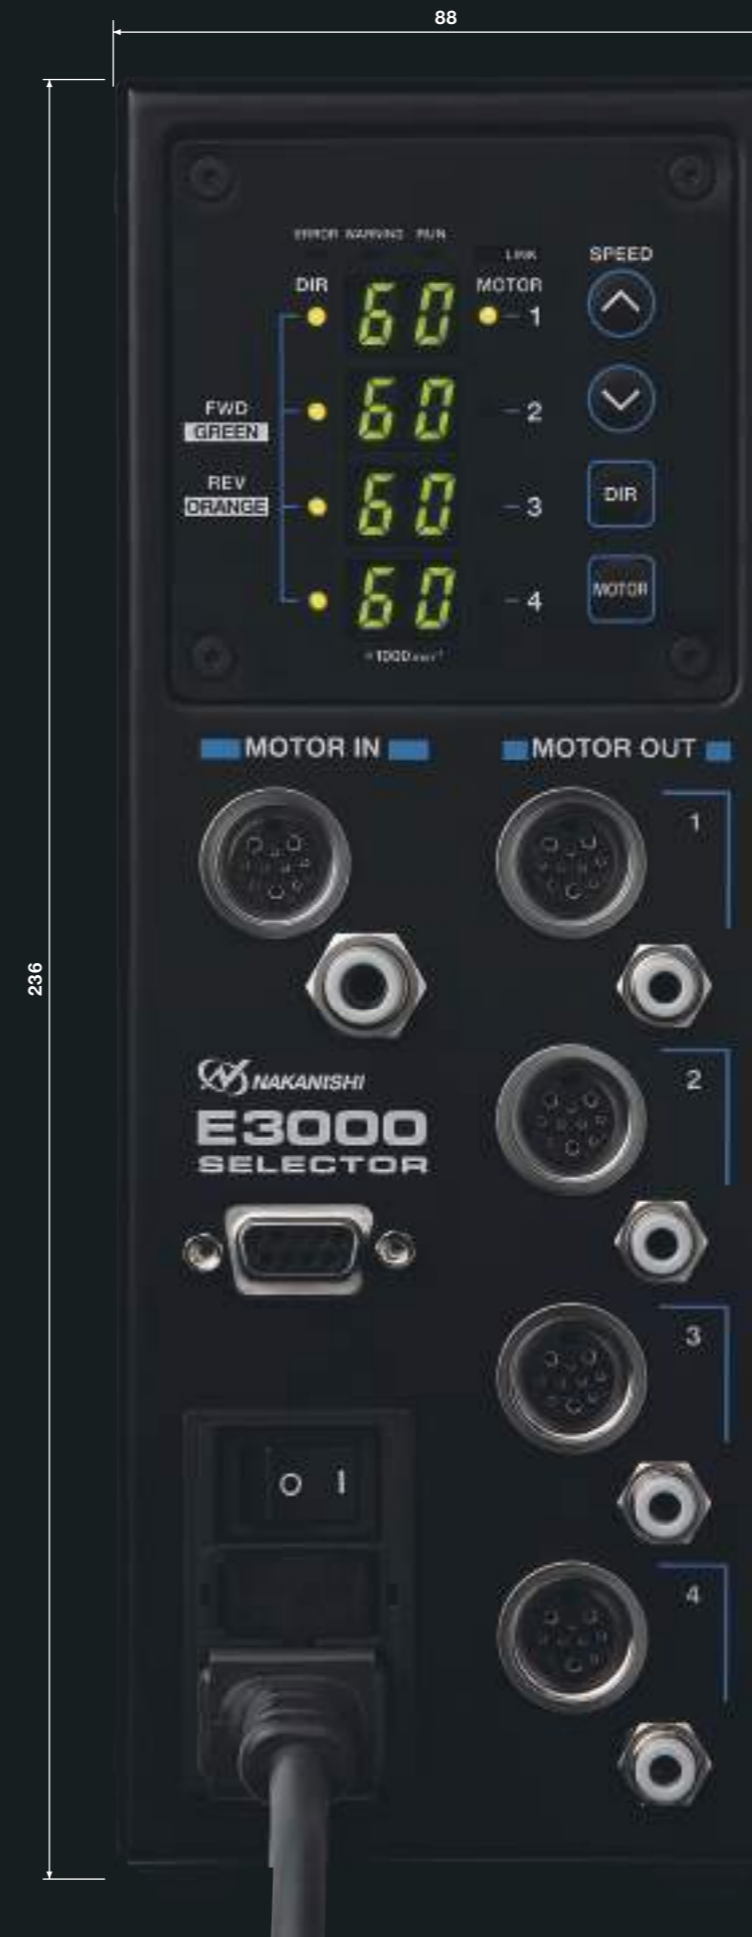 88
236
ERROR WARNING RUN
LINK
SPEED
DIR
60
MOTOR
1
FWD
GREEN
60
2
REV
ORANGE
60
3
DIR
60
4
MOTOR
MOTOR IN
MOTOR OUT
1
NAKANISHI
E3000
SELECTOR
2
3
O I
4